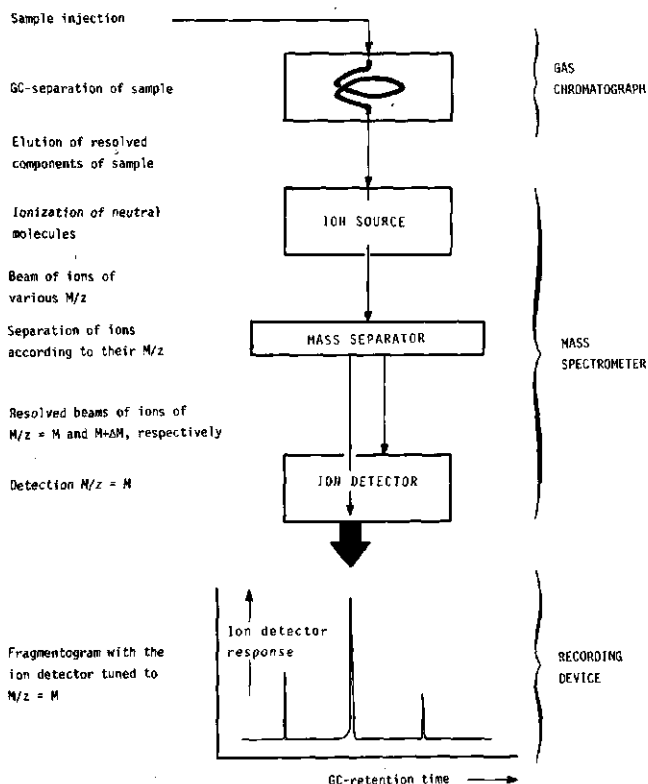 Sample injection
GC-separation of sample
GAS
CHROMATOGRAPH
Elution of resolved
components of sample
Ionization of neutral
molecules
ION SOURCE
Beam of ions of
various M/z
Separation of ions
according to their M/z
MASS SEPARATOR
MASS
SPECTROMETER
Resolved beams of ions of
M/z = M and M+ΔM, respectively
Detection M/z = M
ION DETECTOR
Ion detector
response
Fragmentogram with the
ion detector tuned to
M/z = M
RECORDING
DEVICE
GC-retention time